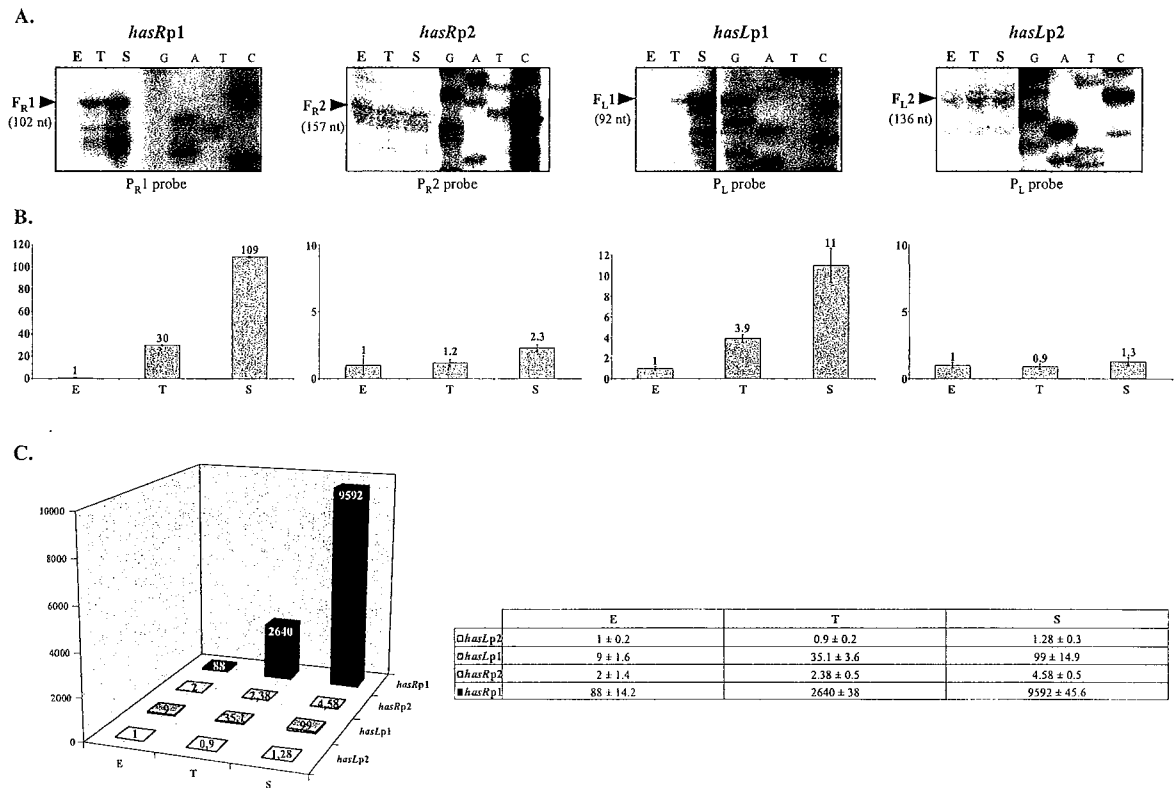 A.
hasRp1 hasRp2 hasLp1 hasLp2
E T S G A T C E T S G A T C E T S G A T C E T S G A T C
FR1 FR2 FL1 FL2
(102 nt) (157 nt) (92 nt) (136 nt)
PR1 probe PR2 probe PL probe PL probe
B.
120 100 80 60 40 20 0
1 30 109
E T S
10 5 0
1 1.2 2.3
E T S
12 10 8 6 4 2 0
1 3.9 11
E T S
10 5 0
1 0,9 1,3
E T S
C.
10000
8000
6000
4000
2000
0
88 2640 9592
2 2,38 4,58
9 35.1 99
1 0,9 1,28
E T S
hasRp1
hasRp2
hasLp1
hasLp2
E T S
hasLp2 1 ± 0.2 0.9 ± 0.2 1.28 ± 0.3
hasLp1 9 ± 1.6 35.1 ± 3.6 99 ± 14.9
hasRp2 2 ± 1.4 2.38 ± 0.5 4.58 ± 0.5
hasRp1 88 ± 14.2 2640 ± 38 9592 ± 45.6